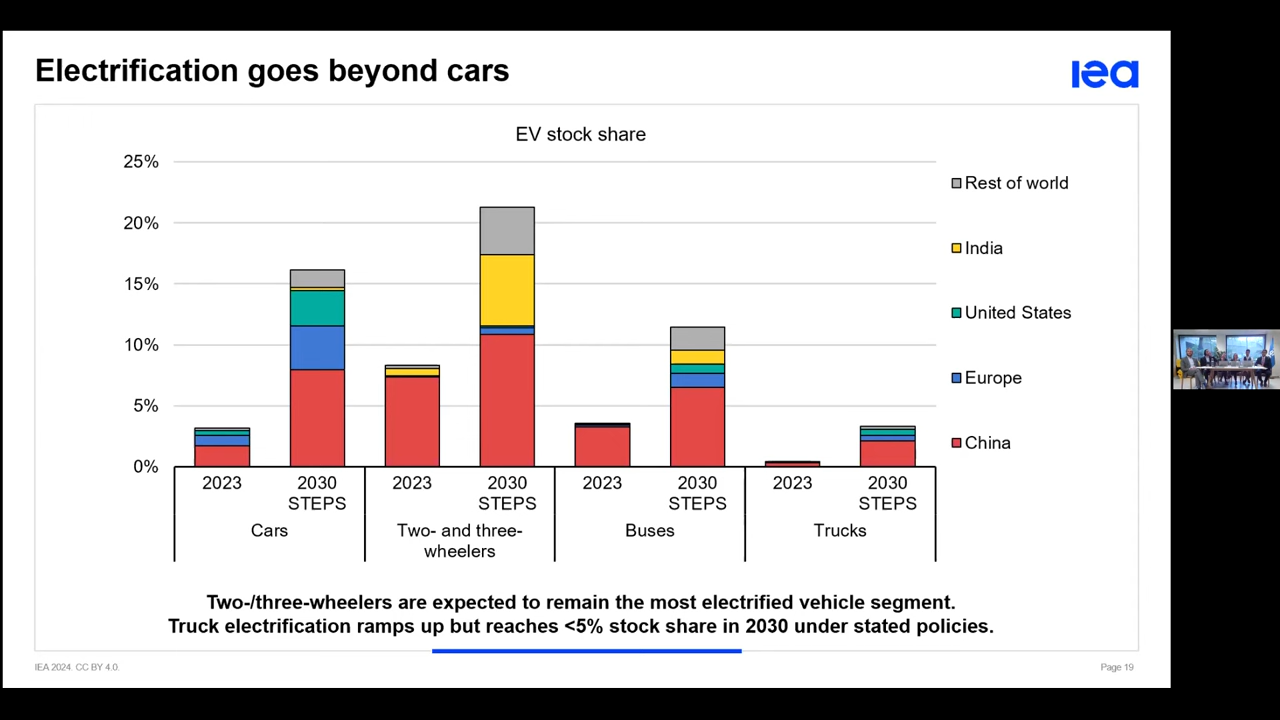 Electrification goes beyond cars
iea
EV stock share
25%
20%
15%
10%
5%
0%
Rest of world
India
United States
Europe
China
2023
2030
STEPS
2023
2030
STEPS
2023
2030
STEPS
2023
2030
STEPS
Cars
Two- and three-
wheelers
Buses
Trucks
Two-/three-wheelers are expected to remain the most electrified vehicle segment.
Truck electrification ramps up but reaches <5% stock share in 2030 under stated policies.
IEA 2024. CC BY 4.0.
Page 19